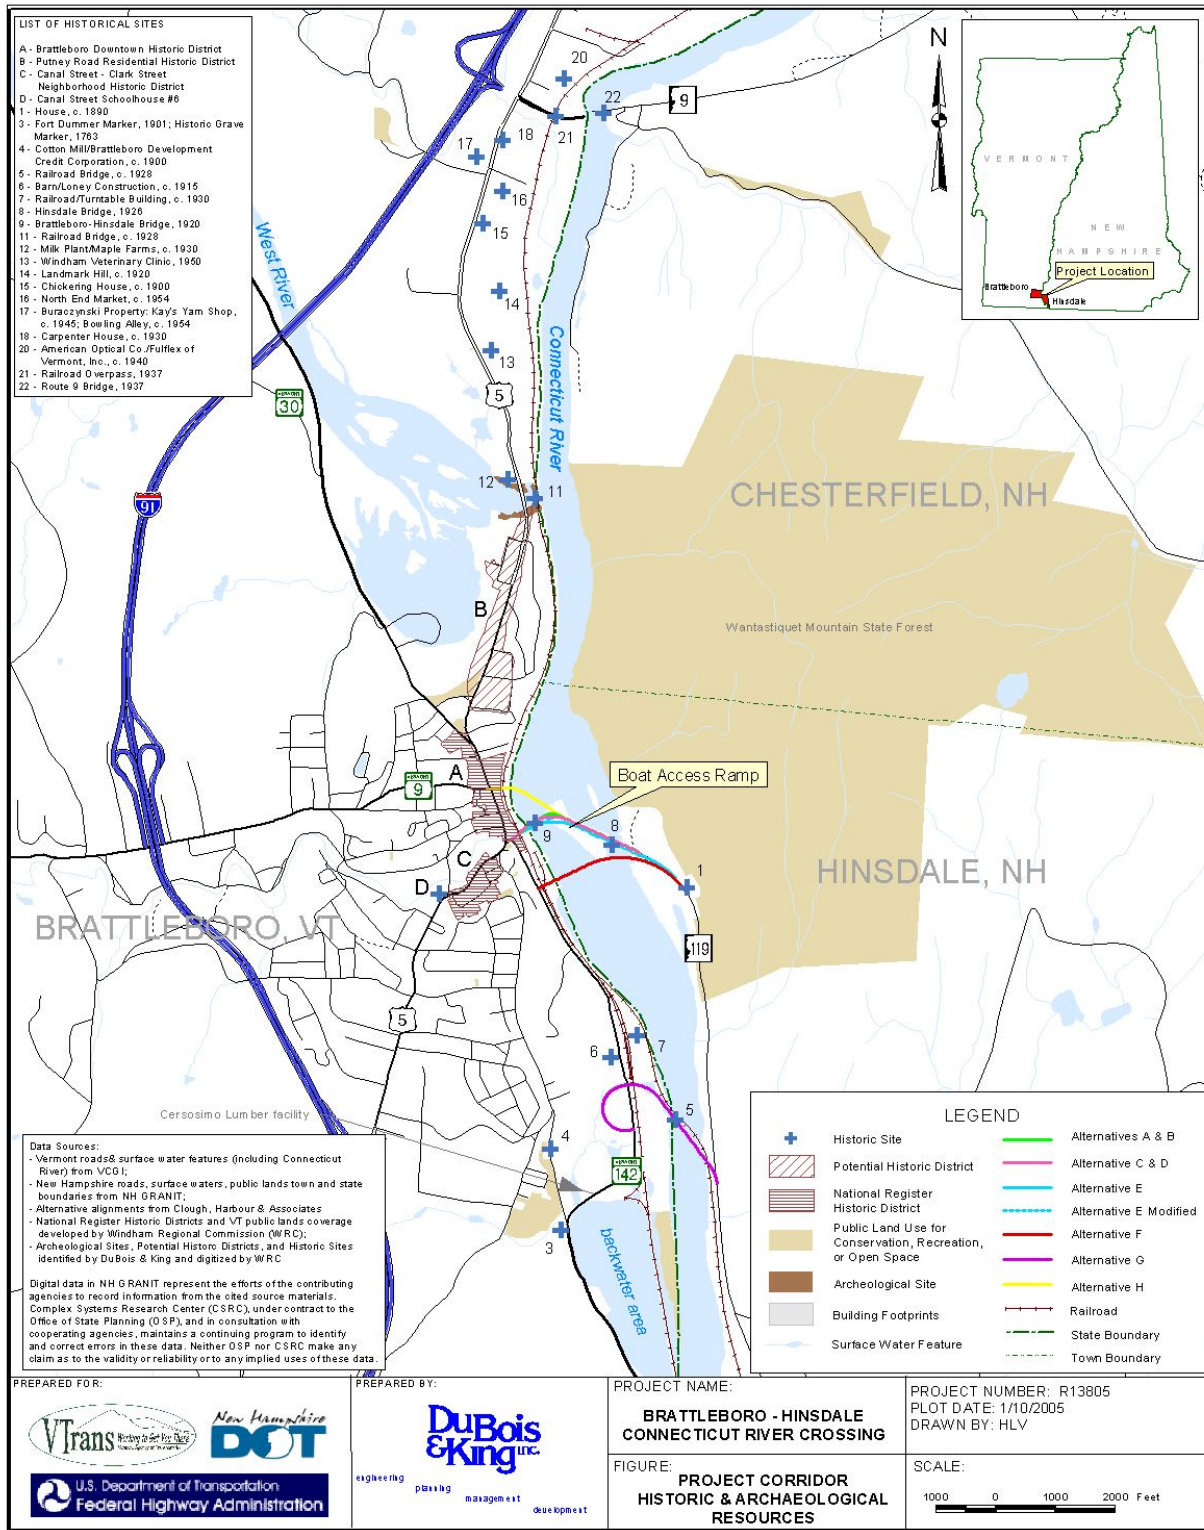 LIST OF HISTORICAL SITES
A - Brattleboro Downtown Historic District
B - Putney Road Residential Historic District
C - Canal Street - Clark Street
Neighborhood Historic District
D - Canal Street Schoolhouse #6
1 - House, c. 1890
3 - Fort Dummer Marker, 1901; Historic Grave
Marker, 1763
4 - Cotton Mill/Brattleboro Development
Credit Corporation, c. 1900
5 - Railroad Bridge, c. 1928
6 - Barn/Loney Construction, c. 1915
7 - Railroad/Turntable Building, c. 1930
8 - Hinsdale Bridge, 1926
9 - Brattleboro-Hinsdale Bridge, 1920
11 - Railroad Bridge, c. 1928
12 - Milk Plant/Maple Farms, c. 1930
13 - Windham Veterinary Clinic, 1950
14 - Landmark Hill, c. 1920
15 - Chickering House, c. 1900
16 - North End Market, c. 1954
17 - Buraczynski Property: Kay's Yarn Shop,
c. 1945; Bowling Alley, c. 1954
18 - Carpenter House, c. 1930
20 - American Optical Co./Fulflex of
Vermont, Inc., c. 1940
21 - Railroad Overpass, 1937
22 - Route 9 Bridge, 1937
N
VERMONT
NEW
HAMPSHIRE
Project Location
Brattleboro
Hinsdale
20
22
9
21
18
17
16
15
West River
14
Connecticut River
13
5
30
12
11
91
CHESTERFIELD, NH
B
Wantastiquet Mountain State Forest
A
9
Boat Access Ramp
9
8
C
1
D
HINSDALE, NH
BRATTLEBORO, VT
119
5
7
6
5
Cersosimo Lumber facility
4
142
3
backwater area
Data Sources:
- Vermont roads& surface water features (including Connecticut
River) from VCGI;
- New Hampshire roads, surface waters, public lands town and state
boundaries from NH GRANIT;
- Alternative alignments from Clough, Harbour & Associates
- National Register Historic Districts and VT public lands coverage
developed by Windham Regional Commission (WRC);
- Archeological Sites, Potential Historc Districts, and Historic Sites
identified by DuBois & King and digitized by WRC
Digital data in NH GRANIT represent the efforts of the contributing
agencies to record information from the cited source materials.
Complex Systems Research Center (CSRC), under contract to the
Office of State Planning (OSP), and in consultation with
cooperating agencies, maintains a continuing program to identify
and correct errors in these data. Neither OSP nor CSRC make any
claim as to the validity or reliability or to any implied uses of these data.
LEGEND
Historic Site
Potential Historic District
National Register
Historic District
Public Land Use for
Conservation, Recreation,
or Open Space
Archeological Site
Building Footprints
Surface Water Feature
Alternatives A & B
Alternative C & D
Alternative E
Alternative E Modified
Alternative F
Alternative G
Alternative H
Railroad
State Boundary
Town Boundary
PREPARED FOR:
VTrans Working to Get You There
New Hampshire
DOT
U.S. Department of Transportation
Federal Highway Administration
PREPARED BY:
DuBois
&King inc.
engineering
planning
management
development
PROJECT NAME:
BRATTLEBORO - HINSDALE
CONNECTICUT RIVER CROSSING
FIGURE:
PROJECT CORRIDOR
HISTORIC & ARCHAEOLOGICAL
RESOURCES
PROJECT NUMBER: R13805
PLOT DATE: 1/10/2005
DRAWN BY: HLV
SCALE:
1000 0 1000 2000 Feet